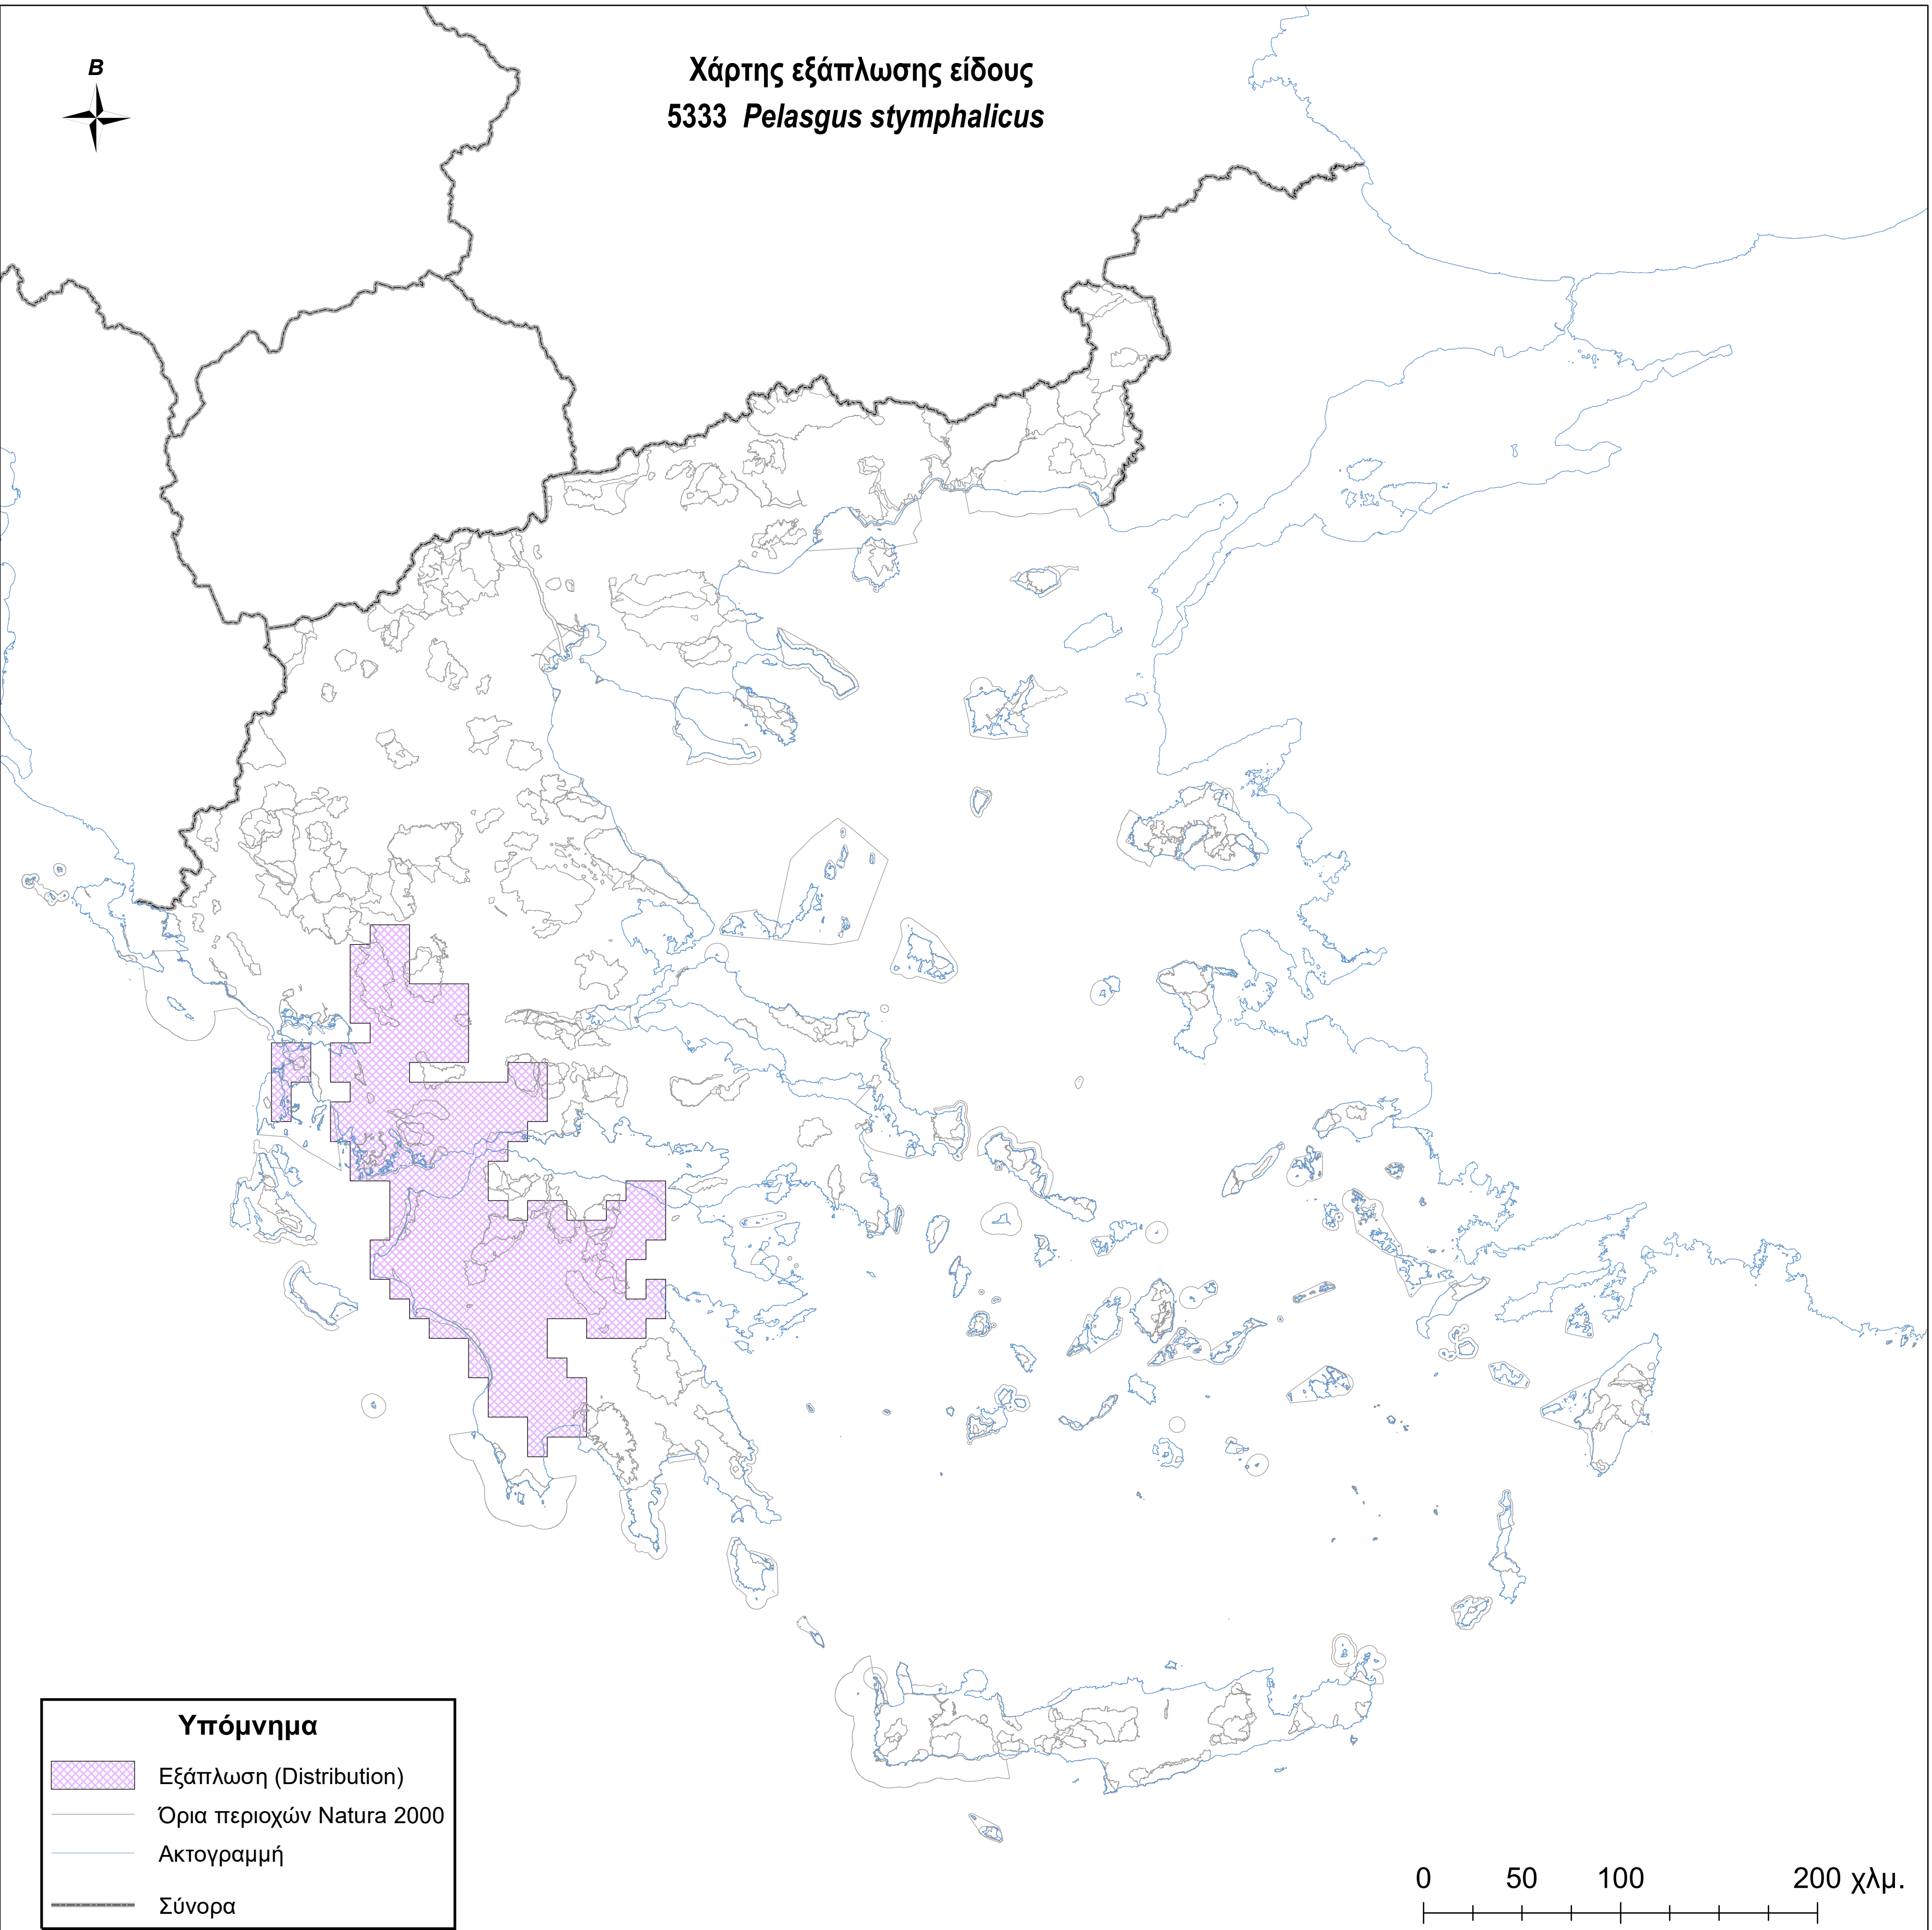 B
Χάρτης εξάπλωσης είδους
5333 Pelasgus stymphalicus
Υπόμνημα
Εξάπλωση (Distribution)
Όρια περιοχών Natura 2000
Ακτογραμμή
Σύνορα
0 50 100 200 χλμ.